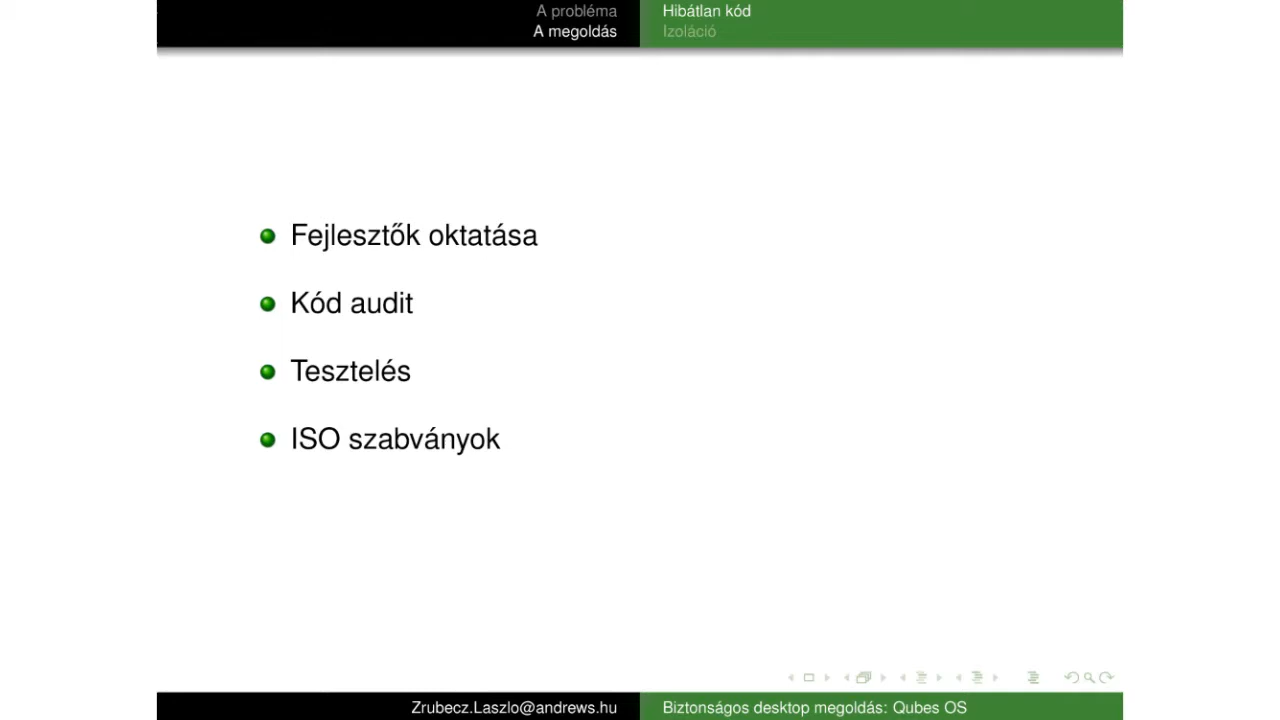 A probléma
A megoldás
Hibátlan kód
Izoláció
Fejlesztők oktatása
Kód audit
Tesztelés
ISO szabványok
Zrubecz.Laszlo@andrews.hu
Biztonságos desktop megoldás: Qubes OS